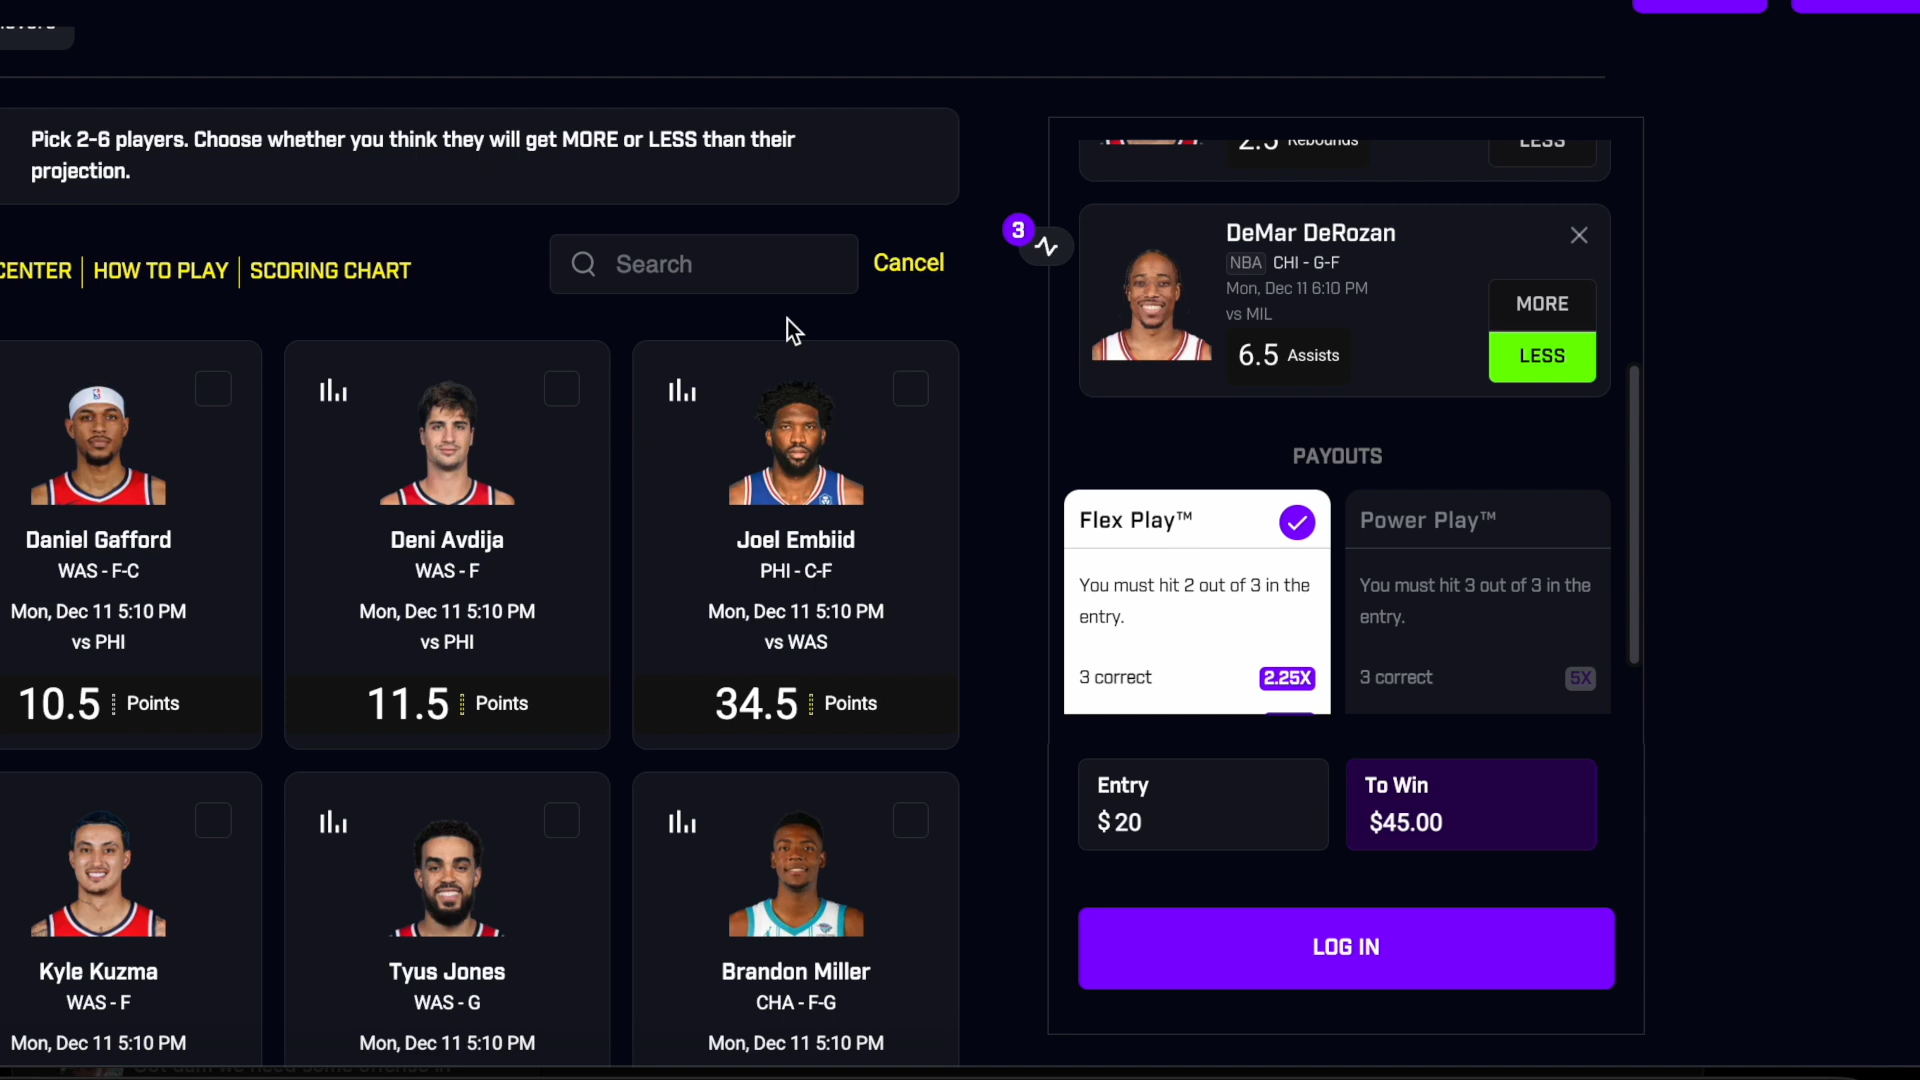 Pick 2-6 players. Choose whether you think they will get MORE or LESS than their
projection.
CENTER
HOW TO PLAY
SCORING CHART
Search
Cancel
Daniel Gafford
WAS - F-C
Mon, Dec 11 5:10 PM
vs PHI
10.5 Points
Deni Avdija
WAS - F
Mon, Dec 11 5:10 PM
vs PHI
11.5 Points
Joel Embiid
PHI - C-F
Mon, Dec 11 5:10 PM
vs WAS
34.5 Points
Kyle Kuzma
WAS - F
Mon, Dec 11 5:10 PM
Tyus Jones
WAS - G
Mon, Dec 11 5:10 PM
Brandon Miller
CHA - F-G
Mon, Dec 11 5:10 PM
2.5 Rebounds
LESS
3
DeMar DeRozan
NBA CHI - G-F
Mon, Dec 11 6:10 PM
vs MIL
6.5 Assists
MORE
LESS
PAYOUTS
Flex Play™
You must hit 2 out of 3 in the
entry.
3 correct 2.25X
Power Play™
You must hit 3 out of 3 in the
entry.
3 correct 5X
Entry
$ 20
To Win
$45.00
LOG IN